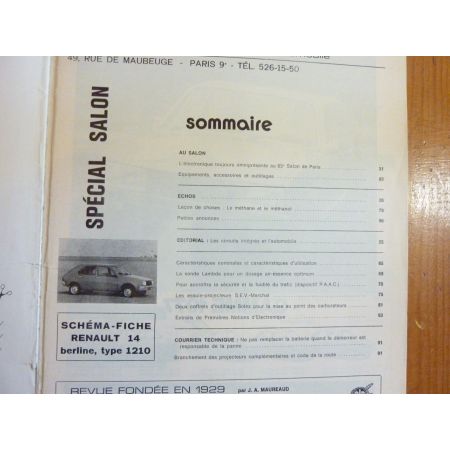 49, RUE DE MAUBEUGE - PARIS 9e - TÉL. 526-15-50
SPÉCIAL SALON
sommaire
AU SALON
L'électronique toujours omniprésente au 65e Salon de Paris 31
Equipements, accessoires et outillages
ECHOS
Leçon de choses : Le méthane et le méthanol
Petites annonces
EDITORIAL : Les circuits intégrés et l'automobile
Caractéristiques nominales et caractéristiques d'utilisation
La sonde Lambda pour un dosage air-essence optimum
Pour accroître la sécurité et la fluidité du trafic (dispositif P.A.A.C.)
Les essuie-projecteurs S.E.V.-Marchal
Deux coffrets d'outillage Solex pour la mise au point des carburateurs
Extraits de Premières Notions d'Electronique
COURRIER TECHNIQUE : Ne pas remplacer la batterie quand le démarreur est
responsable de la panne 91
Branchement des projecteurs complémentaires et code de la route 91
SCHÉMA-FICHE
RENAULT 14
berline, type 1210
REVUE FONDÉE EN 1929 par J. A. MAUREAUD